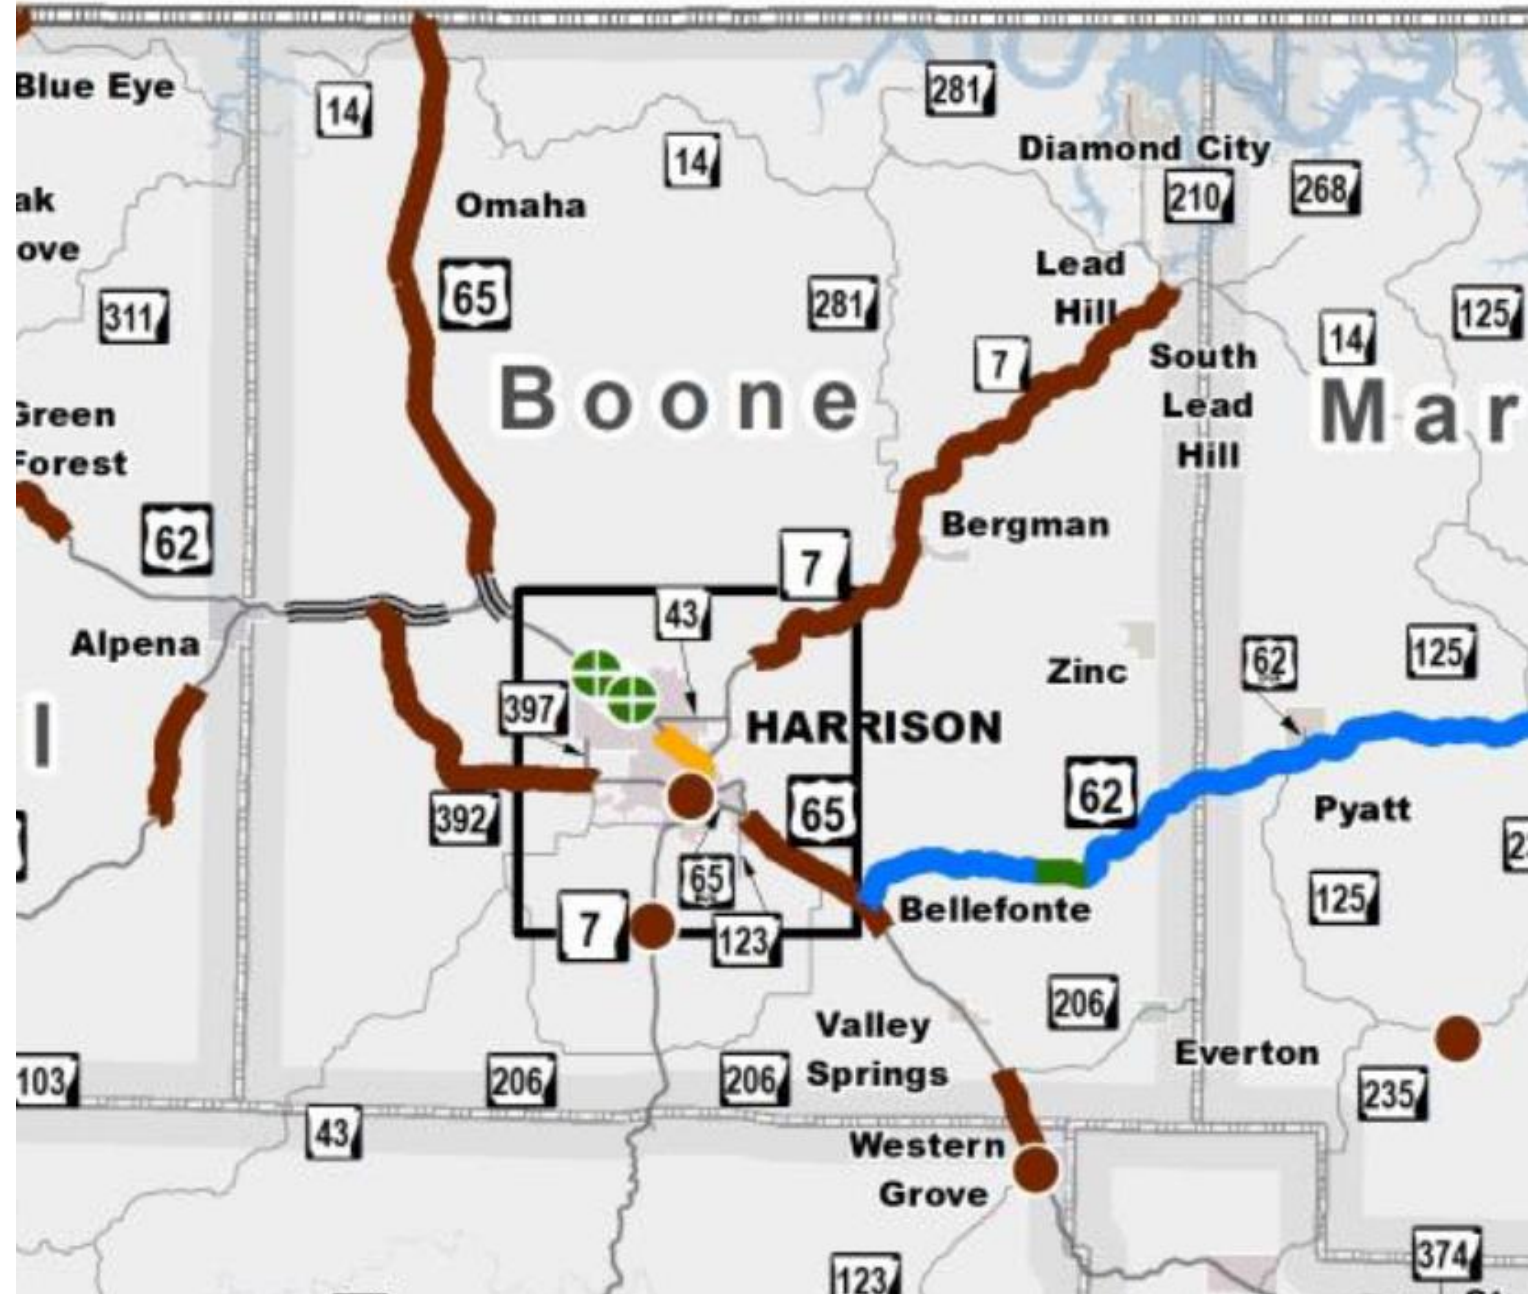 Blue Eye
14
281
14
Diamond City
210
268
ak
ove
Omaha
65
Lead
Hill
281
311
7
14
125
South
Lead
Hill
Boone
Mar
Green
Forest
62
Bergman
7
43
Alpena
Zinc
62
125
397
HARRISON
l
65
62
Pyatt
392
65
7
123
Bellefonte
125
206
Valley
Springs
Everton
103
206
206
235
43
Western
Grove
374
123